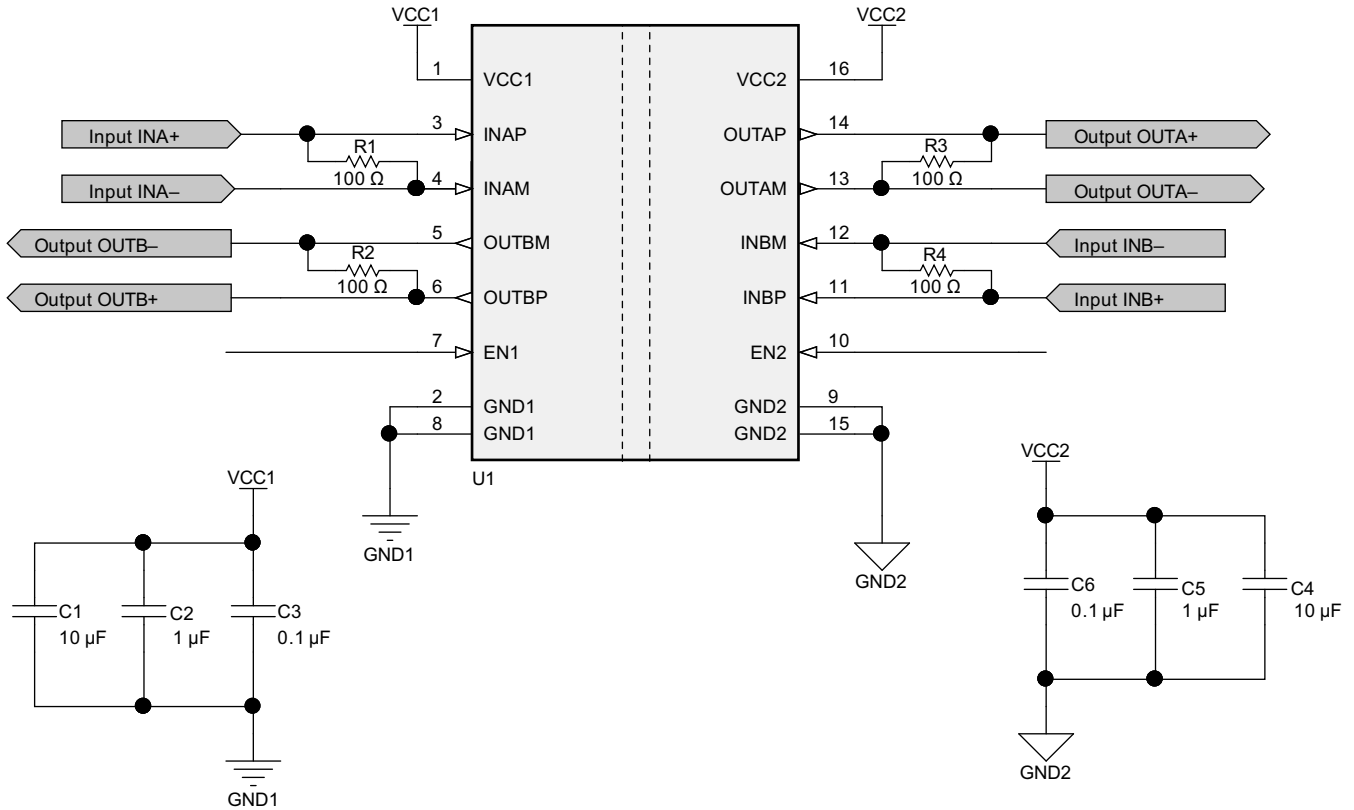 VCC1
VCC2
1
VCC1
VCC2
16
Input INA+
3
INAP
OUTAP
14
Output OUTA+
R1
100 Ω
R3
100 Ω
Input INA–
4
INAM
OUTAM
13
Output OUTA–
Output OUTB–
5
OUTBM
INBM
12
Input INB–
R2
100 Ω
R4
100 Ω
Output OUTB+
6
OUTBP
INBP
11
Input INB+
7
EN1
EN2
10
2
GND1
GND2
9
8
GND1
GND2
15
U1
GND1
GND2
VCC1
C1
10 µF
C2
1 µF
C3
0.1 µF
GND1
VCC2
C6
0.1 µF
C5
1 µF
C4
10 µF
GND2